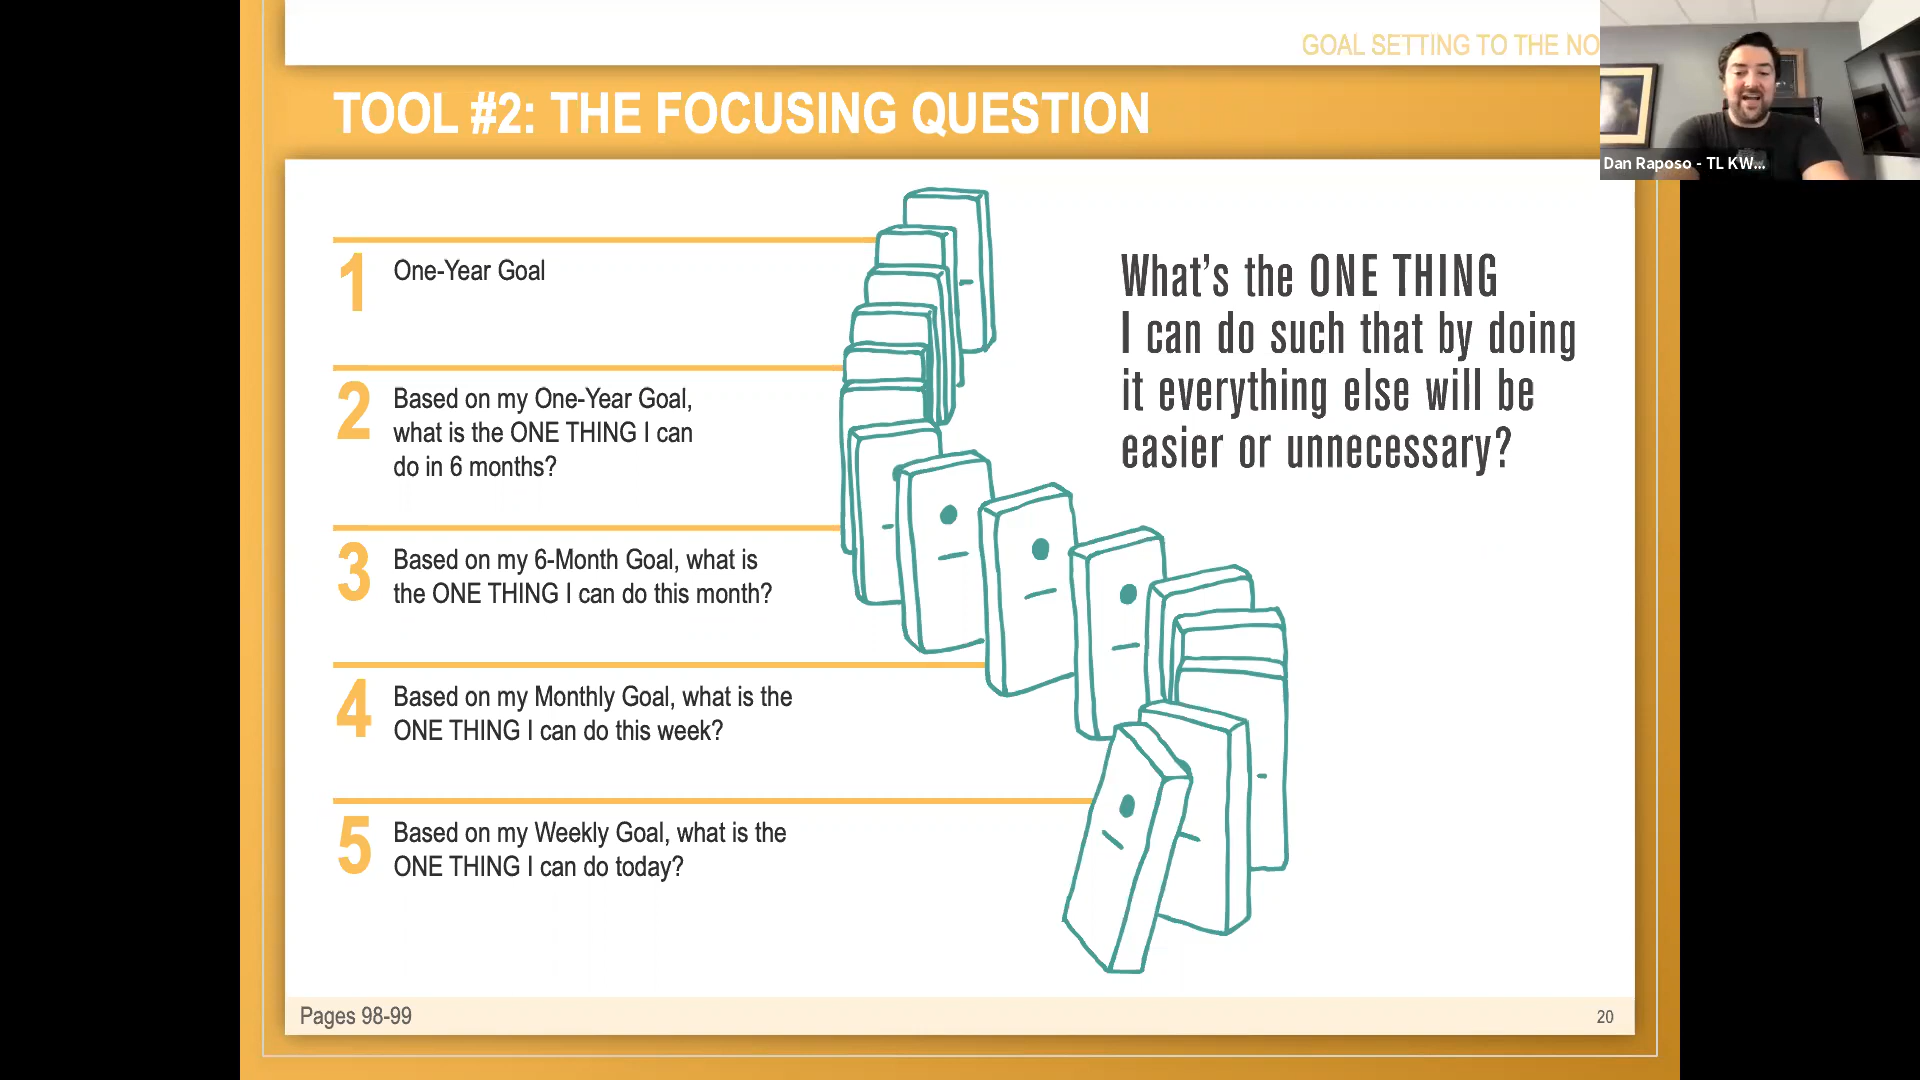 GOAL SETTING TO THE NO
TOOL #2: THE FOCUSING QUESTION
Dan Raposo - TL KW...
1
One-Year Goal
2
Based on my One-Year Goal,
what is the ONE THING I can
do in 6 months?
3
Based on my 6-Month Goal, what is
the ONE THING I can do this month?
4
Based on my Monthly Goal, what is the
ONE THING I can do this week?
5
Based on my Weekly Goal, what is the
ONE THING I can do today?
What's the ONE THING
I can do such that by doing
it everything else will be
easier or unnecessary?
Pages 98-99
20